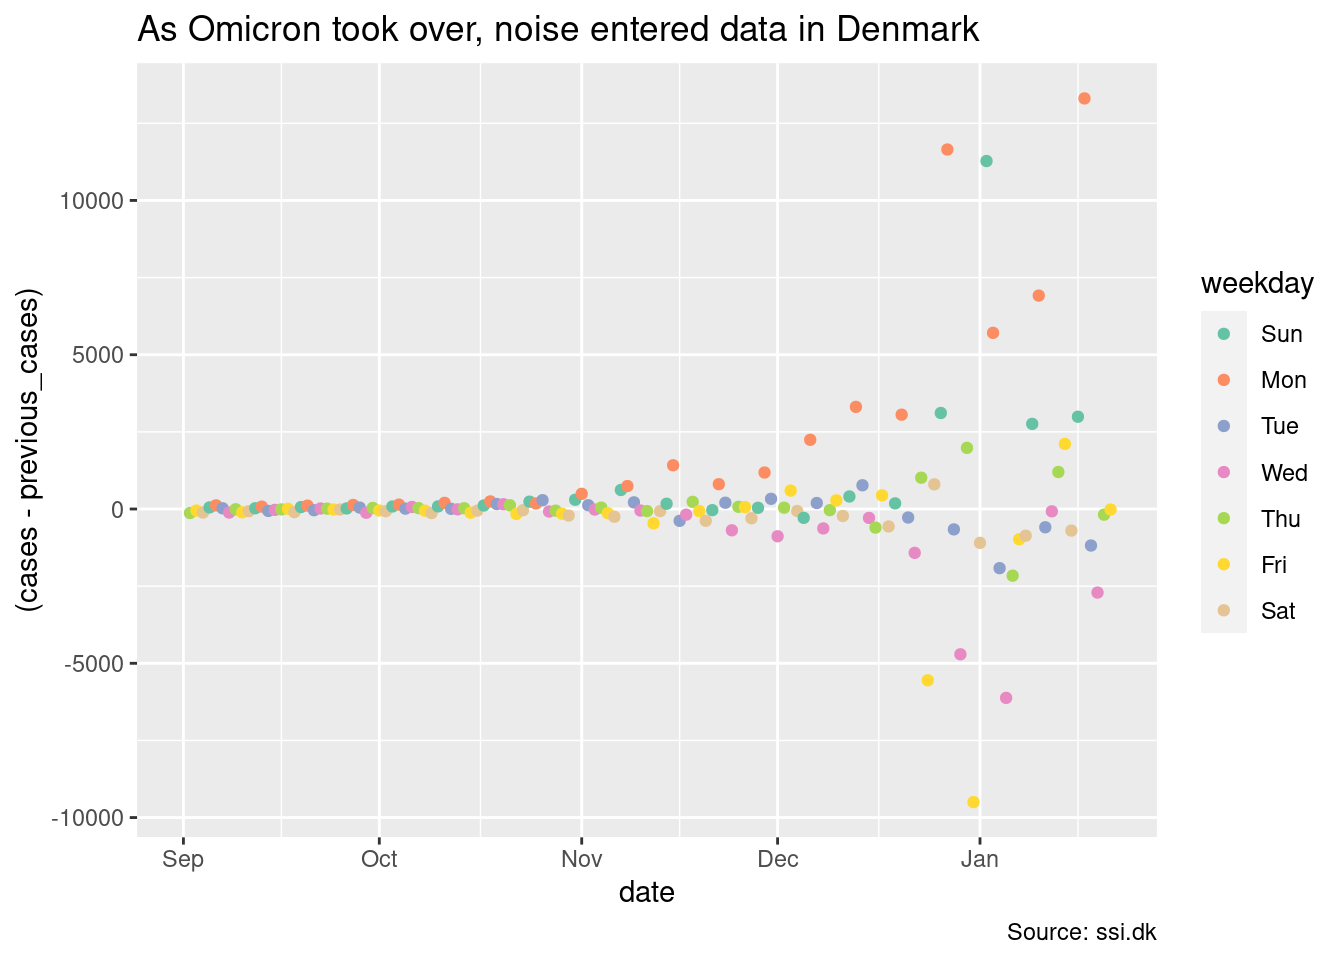 As Omicron took over, noise entered data in Denmark
(cases - previous_cases)
10000
5000
0
-5000
-10000
Sep Oct Nov Dec Jan
date
weekday
Sun
Mon
Tue
Wed
Thu
Fri
Sat
Source: ssi.dk